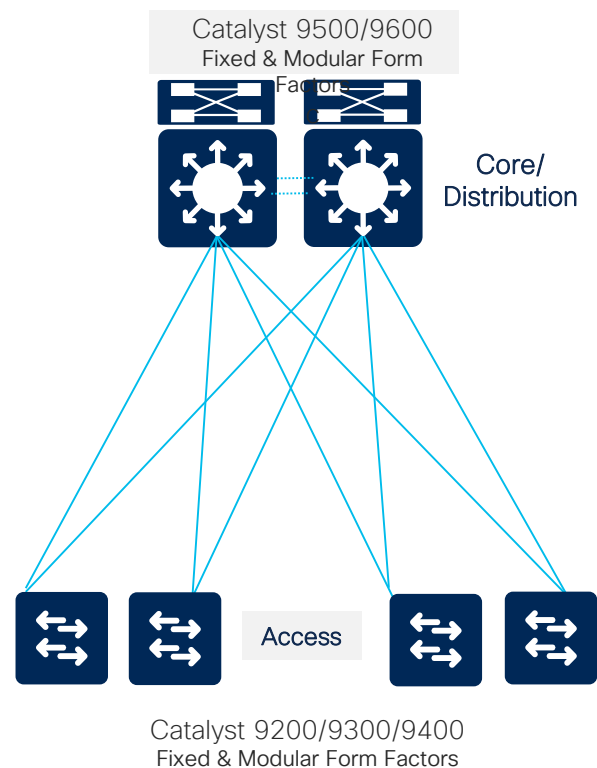 Catalyst 9500/9600
Fixed & Modular Form
Factors
Core/
Distribution
Access
Catalyst 9200/9300/9400
Fixed & Modular Form Factors